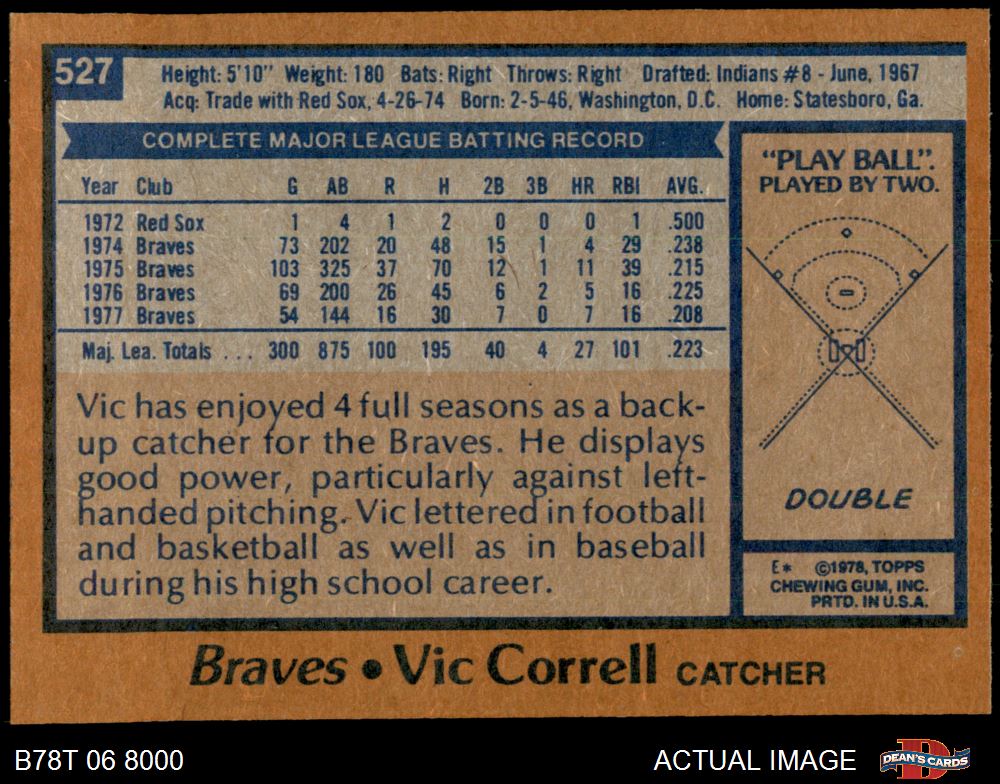 527
Height: 5'10" Weight: 180 Bats: Right Throws: Right Drafted: Indians #8 - June, 1967
Acq: Trade with Red Sox, 4-26-74 Born: 2-5-46, Washington, D.C. Home: Statesboro, Ga.
COMPLETE MAJOR LEAGUE BATTING RECORD
Year Club G AB R H 2B 3B HR RBI AVG.
1972 Red Sox 1 4 1 2 0 0 0 1 .500
1974 Braves 73 202 20 48 15 1 4 29 .238
1975 Braves 103 325 37 70 12 1 11 39 .215
1976 Braves 69 200 26 45 6 2 5 16 .225
1977 Braves 54 144 16 30 7 0 7 16 .208
Maj. Lea. Totals ... 300 875 100 195 40 4 27 101 .223
Vic has enjoyed 4 full seasons as a back-
up catcher for the Braves. He displays
good power, particularly against left-
handed pitching. Vic lettered in football
and basketball as well as in baseball
during his high school career.
"PLAY BALL".
PLAYED BY TWO.
DOUBLE
E* ©1978, TOPPS
CHEWING GUM, INC.
PRTD. IN U.S.A.
Braves • Vic Correll CATCHER
B78T 06 8000
ACTUAL IMAGE
DEAN'S CARDS